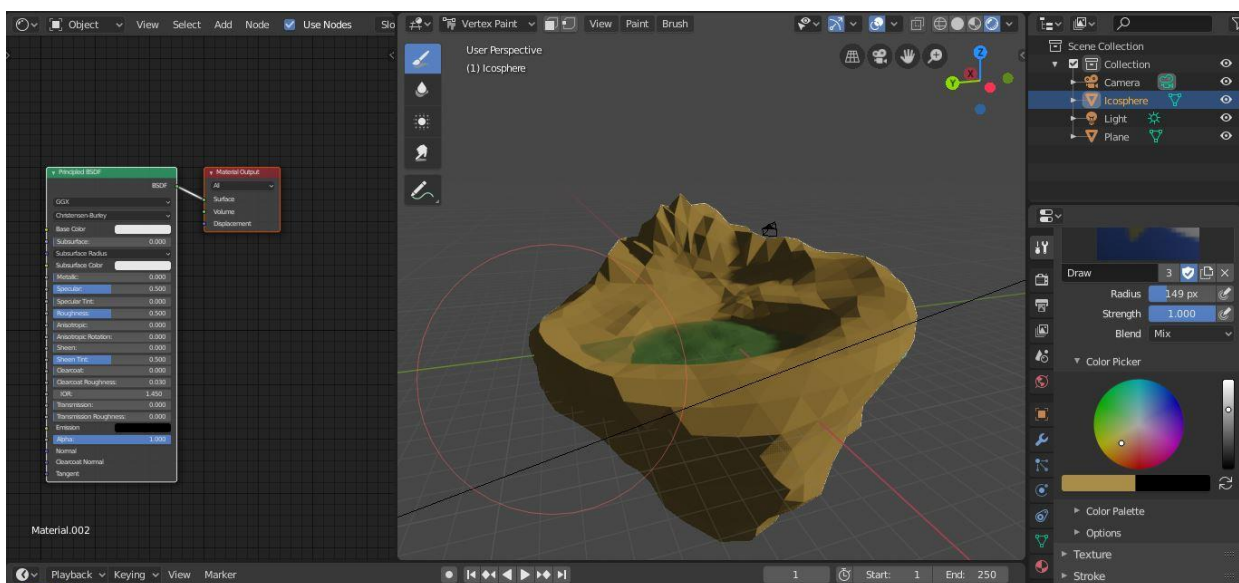 Object View Select Add Node Use Nodes Slo
Principled BSDF
BSDF
GGX
Christensen-Burley
Base Color
Subsurface: 0.000
Subsurface Radius
Subsurface Color
Metallic: 0.000
Specular: 0.500
Specular Tint: 0.000
Roughness: 0.500
Anisotropic: 0.000
Anisotropic Rotation: 0.000
Sheen: 0.000
Sheen Tint: 0.500
Clearcoat: 0.000
Clearcoat Roughness: 0.030
IOR: 1.450
Transmission: 0.000
Transmission Roughness: 0.000
Emission
Alpha: 1.000
Normal
Clearcoat Normal
Tangent
Material Output
All
Surface
Volume
Displacement
Material.002
Vertex Paint View Paint Brush
User Perspective
(1) Icosphere
Z
X
Y
Scene Collection
Collection
Camera
Icosphere
Light
Plane
Draw 3
Radius 149 px
Strength 1.000
Blend Mix
Color Picker
Color Palette
Options
Texture
Stroke
Playback Keying View Marker
1 Start: 1 End: 250